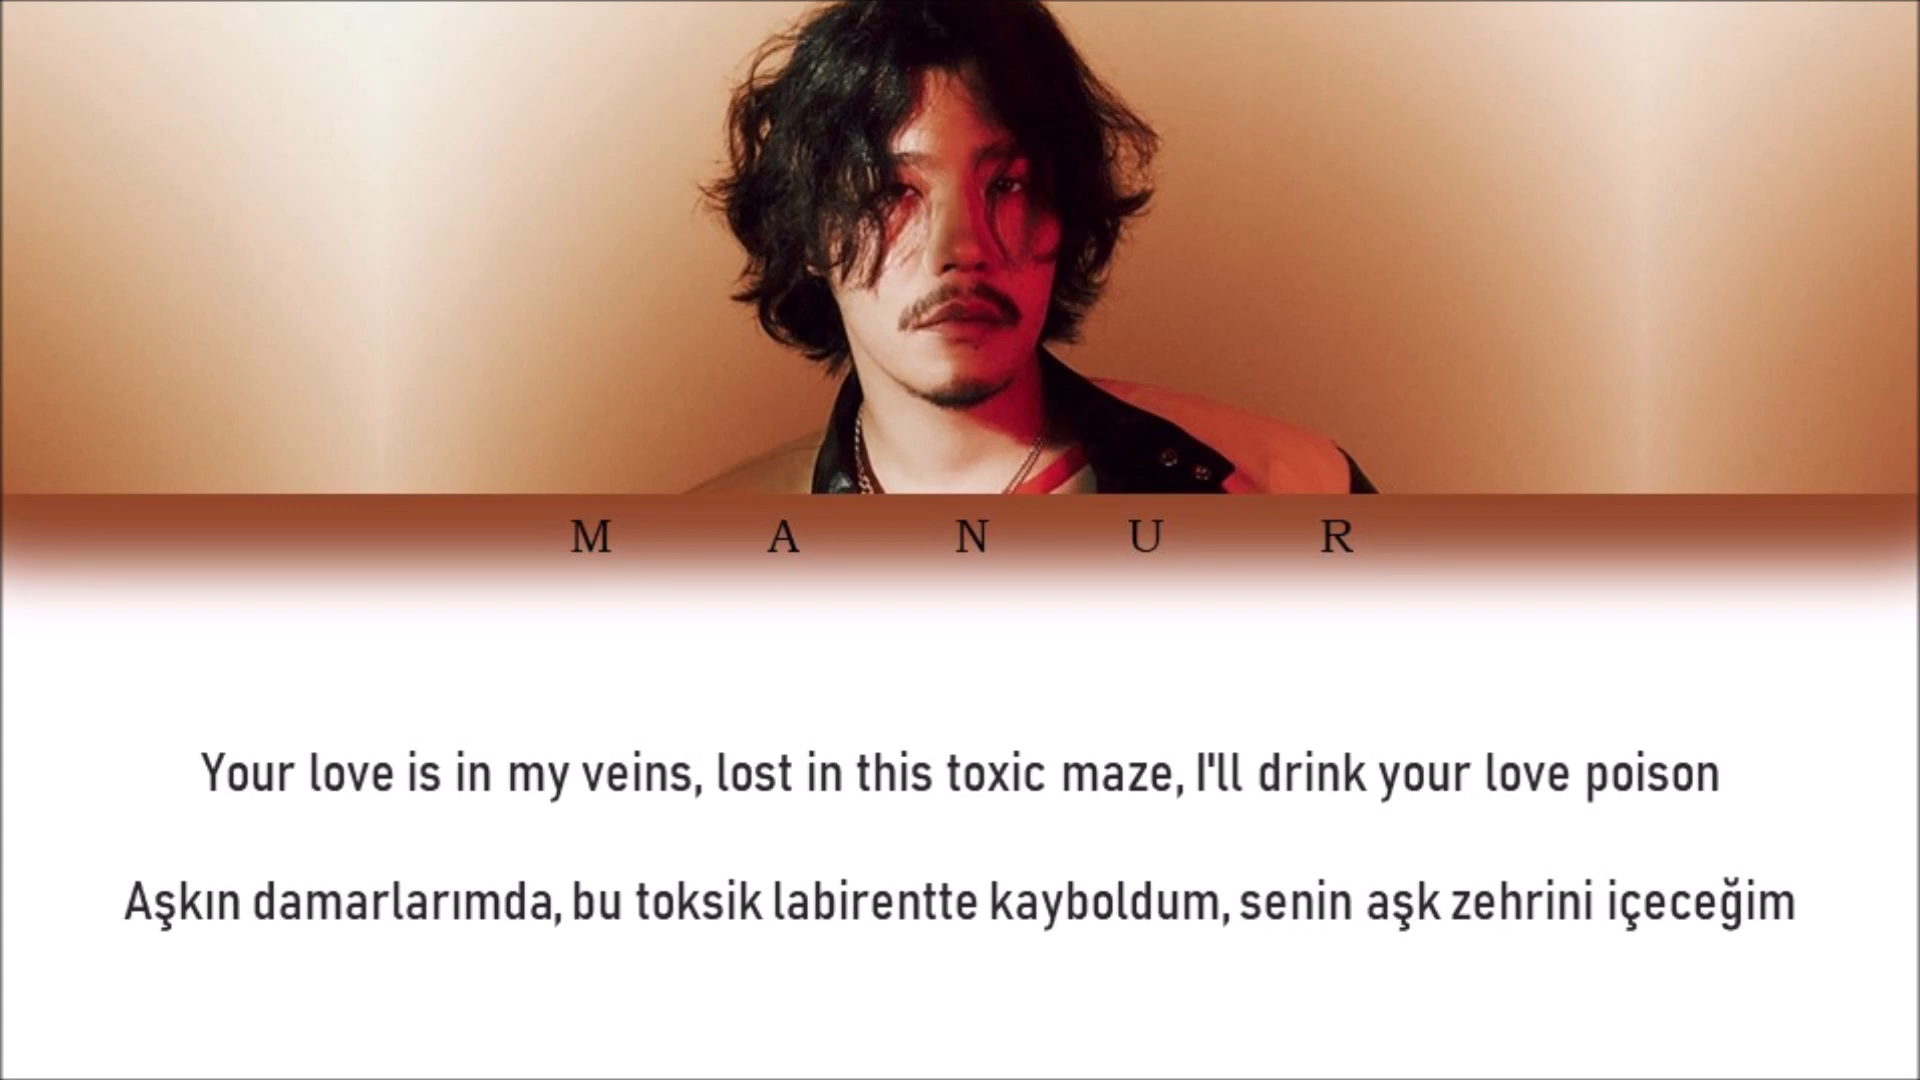 M A N U R
Your love is in my veins, lost in this toxic maze, I'll drink your love poison
Aşkın damarlarımda, bu toksik labirentte kayboldum, senin aşk zehrini içeceğim